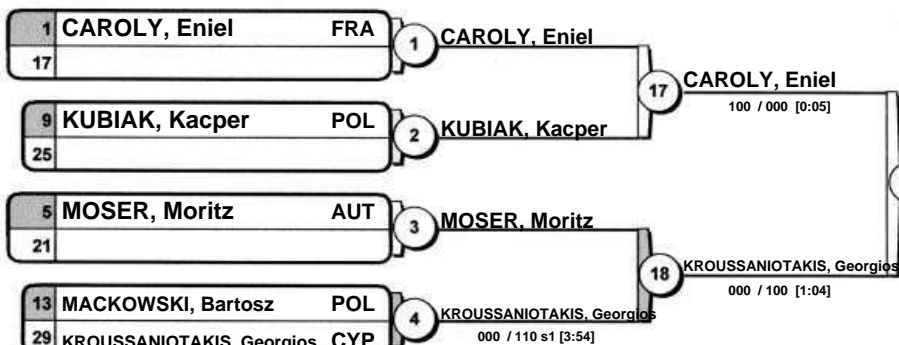 1 CAROLY, Eniel FRA
17
1 CAROLY, Eniel
9 KUBIAK, Kacper POL
25
2 KUBIAK, Kacper
17 CAROLY, Eniel
100 / 000 [0:05]
5 MOSER, Moritz AUT
21
3 MOSER, Moritz
13 MACKOWSKI, Bartosz POL
29 KROUSSANIOTAKIS, Georgios CYP
4 KROUSSANIOTAKIS, Georgios
000 / 110 s1 [3:54]
18 KROUSSANIOTAKIS, Georgios
000 / 100 [1:04]